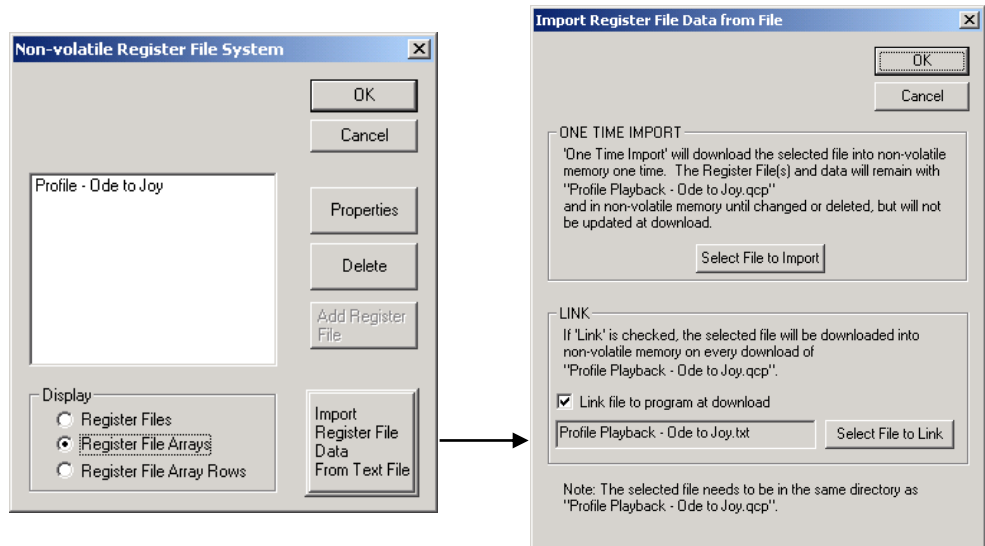 Non-volatile Register File System
OK
Cancel
Profile - Ode to Joy
Properties
Delete
Add Register
File
Display
Register Files
Register File Arrays
Register File Array Rows
Import
Register File
Data
From Text File
Import Register File Data from File
OK
Cancel
ONE TIME IMPORT
'One Time Import' will download the selected file into non-volatile
memory one time. The Register File(s) and data will remain with
"Profile Playback - Ode to Joy.qcp"
and in non-volatile memory until changed or deleted, but will not
be updated at download.
Select File to Import
LINK
If 'Link' is checked, the selected file will be downloaded into
non-volatile memory on every download of
"Profile Playback - Ode to Joy.qcp".
Link file to program at download
Profile Playback - Ode to Joy.txt
Select File to Link
Note: The selected file needs to be in the same directory as
"Profile Playback - Ode to Joy.qcp".